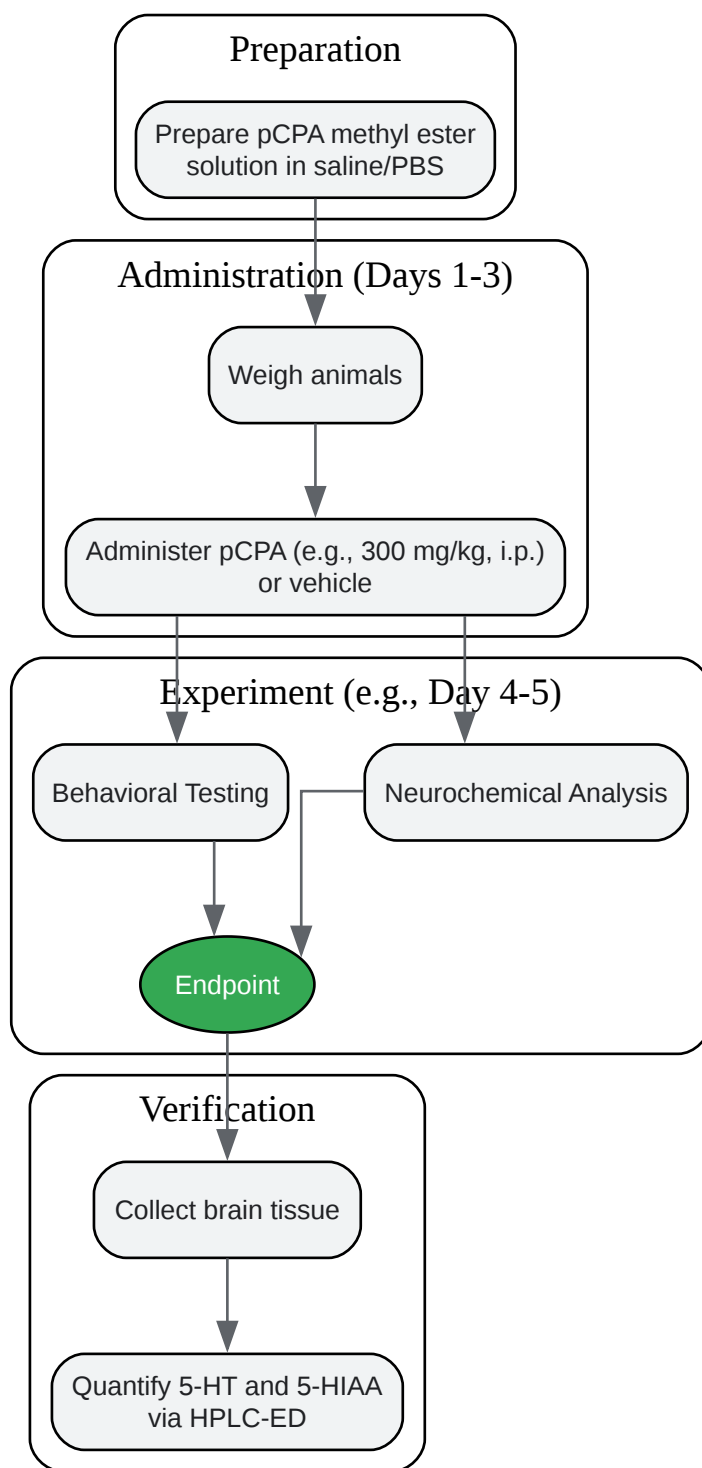 Preparation
Prepare pCPA methyl ester
solution in saline/PBS
Administration (Days 1-3)
Weigh animals
Administer pCPA (e.g., 300 mg/kg, i.p.)
or vehicle
Experiment (e.g., Day 4-5)
Behavioral Testing
Neurochemical Analysis
Endpoint
Verification
Collect brain tissue
Quantify 5-HT and 5-HIAA
via HPLC-ED